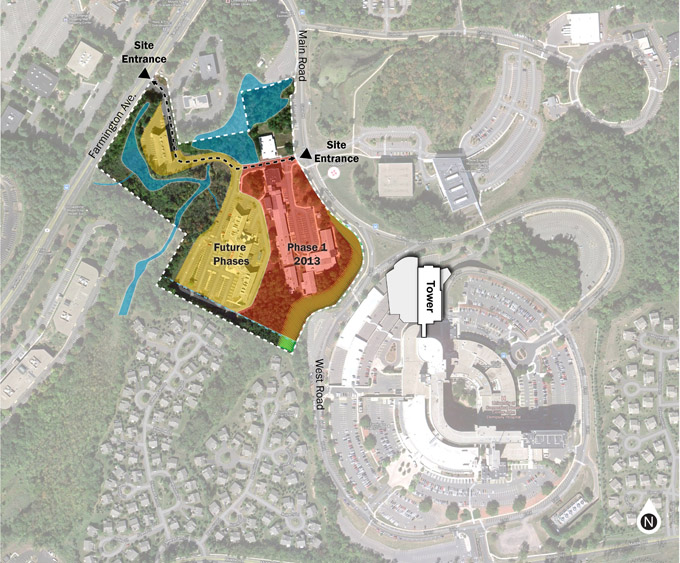 Site
Entrance
Main Road
Farmington Ave.
Site
Entrance
Future
Phases
Phase 1
2013
Tower
West Road
N